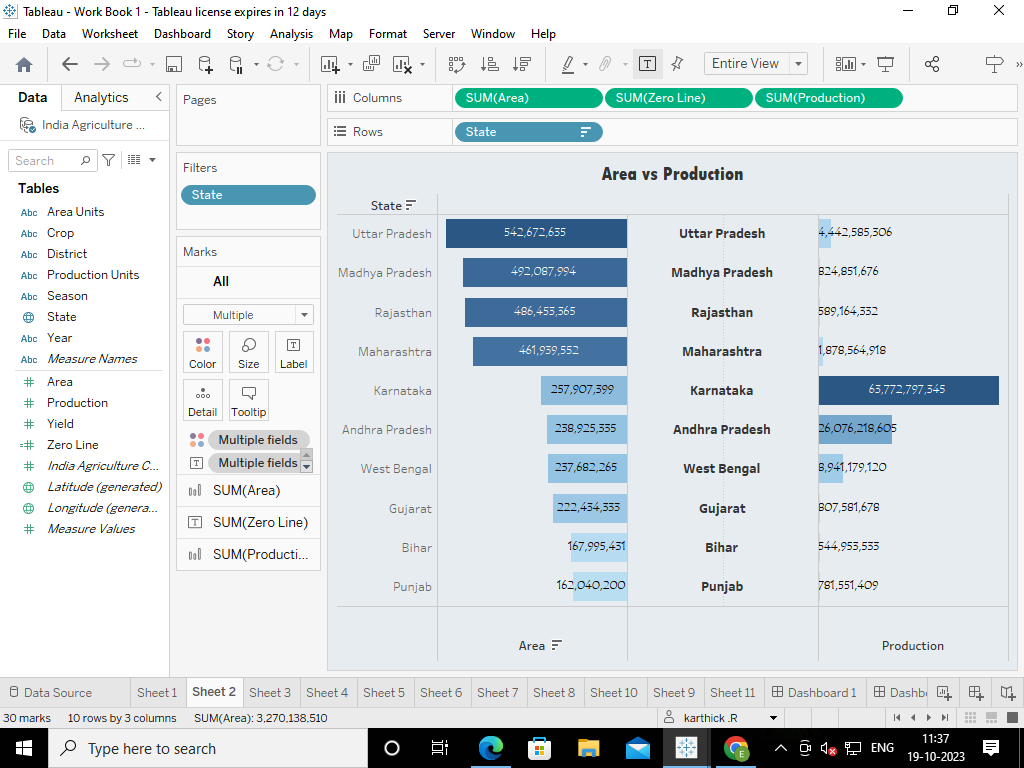 Tableau - Work Book 1 - Tableau license expires in 12 days
File Data Worksheet Dashboard Story Analysis Map Format Server Window Help
Entire View
Data Analytics
India Agriculture ...
Search
Tables
Abc Area Units
Abc Crop
Abc District
Abc Production Units
Abc Season
State
Abc Year
Abc Measure Names
Area
Production
Yield
Zero Line
India Agriculture C...
Latitude (generated)
Longitude (genera...
Measure Values
Pages
Filters
State
Marks
All
Multiple
Color Size Label
Detail Tooltip
Multiple fields
Multiple fields
SUM(Area)
SUM(Zero Line)
SUM(Producti...
Columns SUM(Area) SUM(Zero Line) SUM(Production)
Rows State
Area vs Production
State
Uttar Pradesh 542,672,655 Uttar Pradesh 4,442,585,306
Madhya Pradesh 492,087,994 Madhya Pradesh 824,851,676
Rajasthan 486,453,365 Rajasthan 589,164,332
Maharashtra 461,939,552 Maharashtra 1,878,564,918
Karnataka 257,907,399 Karnataka 63,772,797,345
Andhra Pradesh 238,925,335 Andhra Pradesh 26,076,218,605
West Bengal 237,682,265 West Bengal 8,941,179,120
Gujarat 222,434,333 Gujarat 807,581,678
Bihar 167,995,431 Bihar 544,953,533
Punjab 162,040,200 Punjab 781,551,409
Area Production
Data Source Sheet 1 Sheet 2 Sheet 3 Sheet 4 Sheet 5 Sheet 6 Sheet 7 Sheet 8 Sheet 10 Sheet 9 Sheet 11 Dashboard 1 Dashb
30 marks 10 rows by 3 columns SUM(Area): 3,270,138,510 karthick .R
Type here to search
E
ENG
11:37
19-10-2023